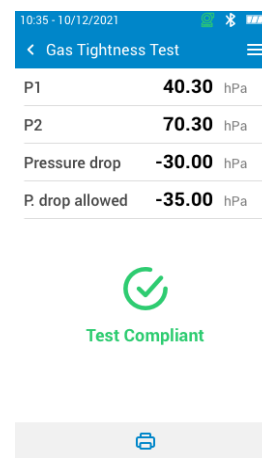 10:35 - 10/12/2021
Gas Tightness Test
P1 40.30 hPa
P2 70.30 hPa
Pressure drop -30.00 hPa
P. drop allowed -35.00 hPa
Test Compliant